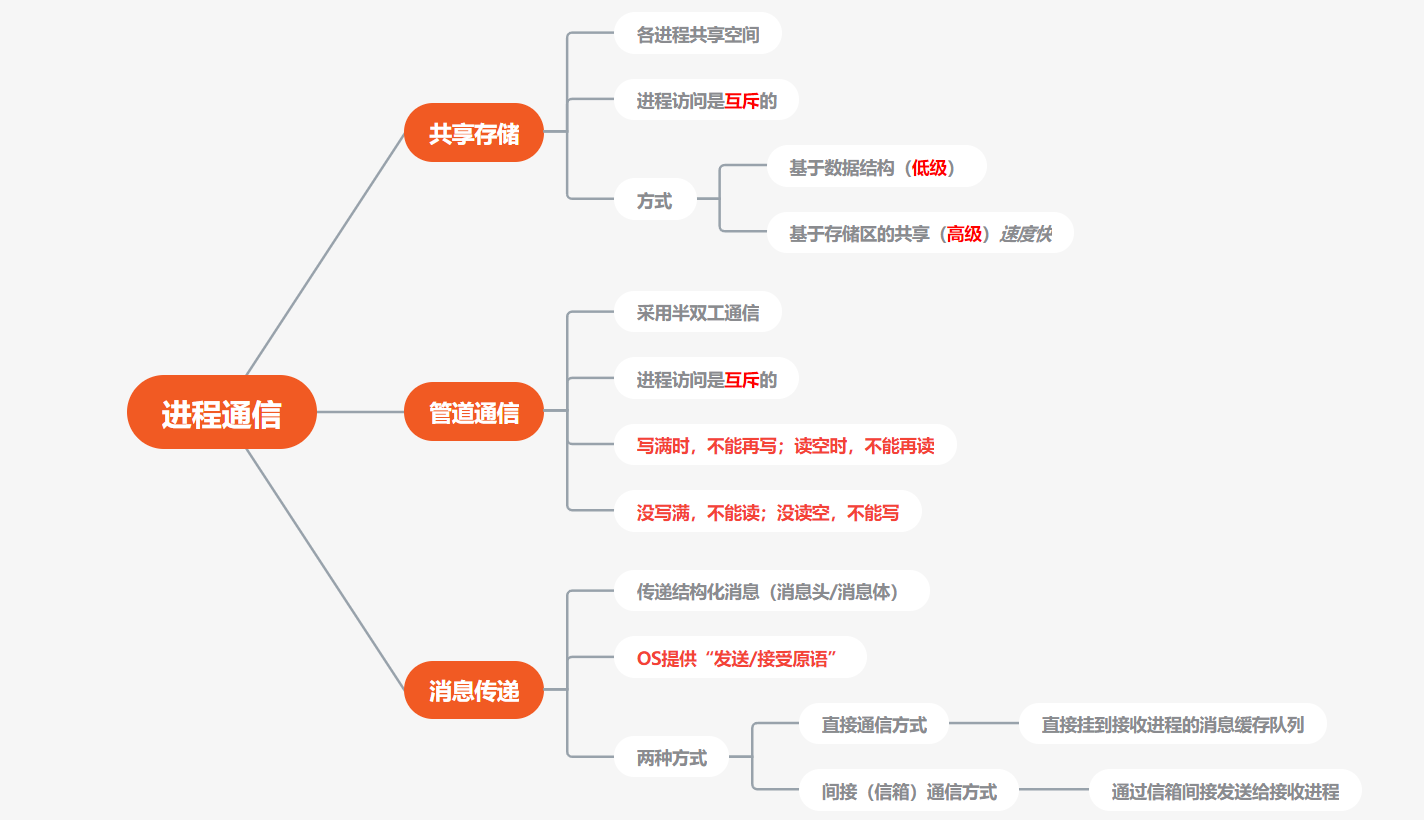 进程通信
共享存储
各进程共享空间
进程访问是互斥的
方式
基于数据结构（低级）
基于存储区的共享（高级）速度快
管道通信
采用半双工通信
进程访问是互斥的
写满时，不能再写；读空时，不能再读
没写满，不能读；没读空，不能写
消息传递
传递结构化消息（消息头/消息体）
OS提供“发送/接受原语”
两种方式
直接通信方式
直接挂到接收进程的消息缓存队列
间接（信箱）通信方式
通过信箱间接发送给接收进程